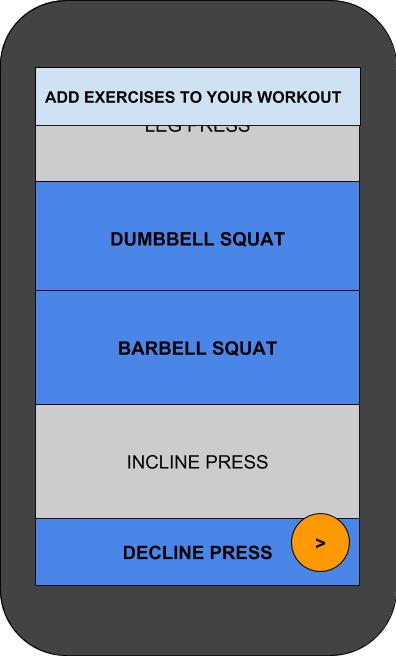 ADD EXERCISES TO YOUR WORKOUT
LEG PRESS
DUMBBELL SQUAT
BARBELL SQUAT
INCLINE PRESS
DECLINE PRESS
>